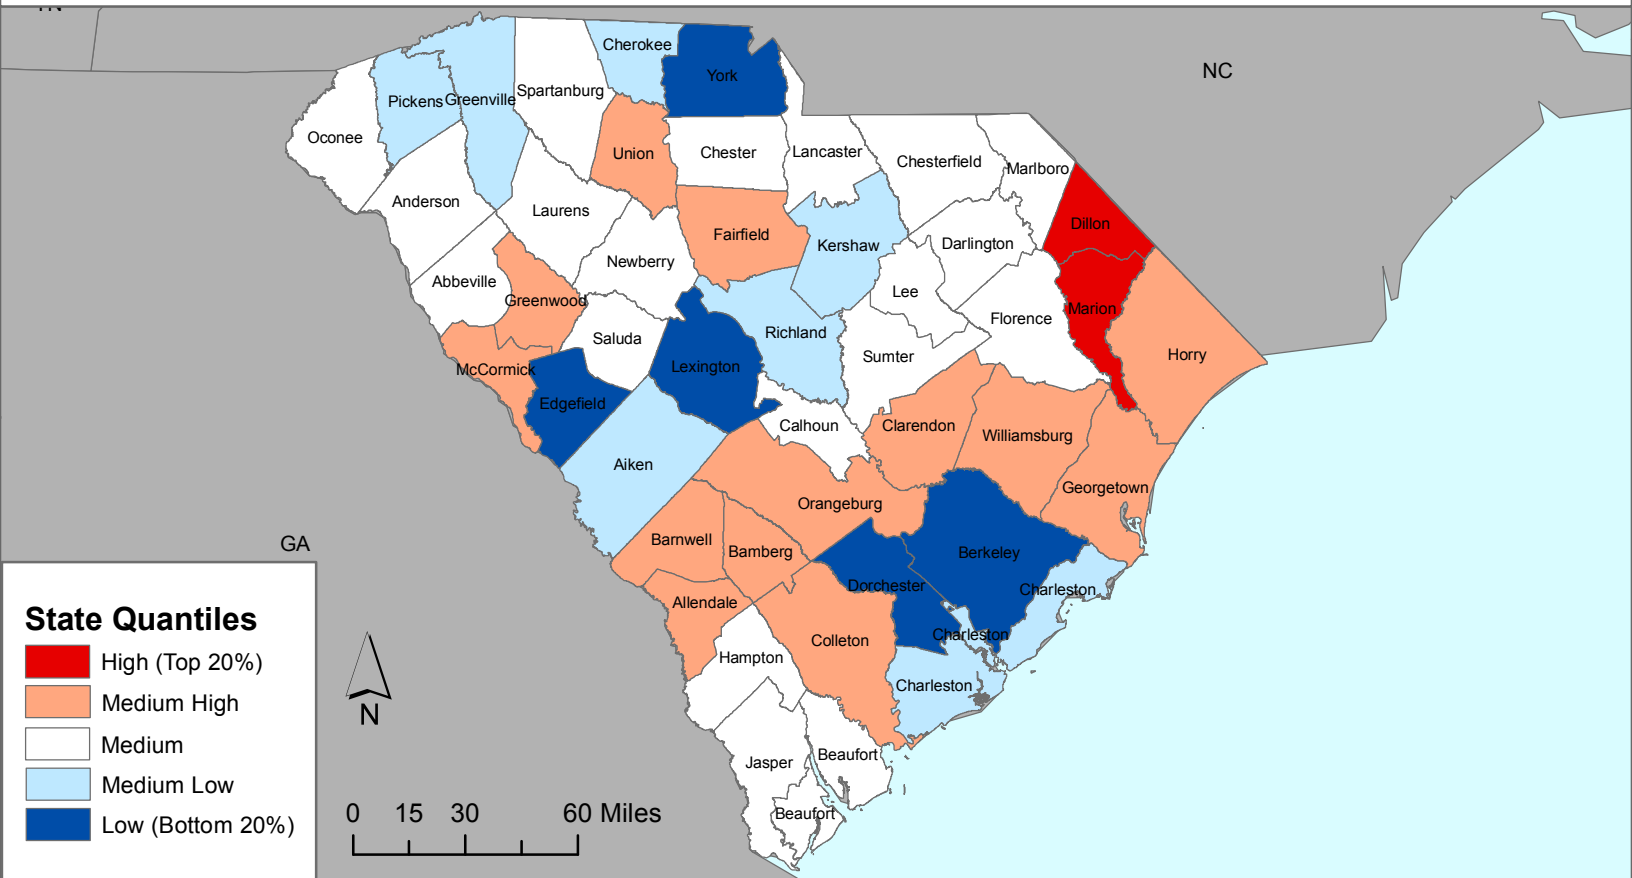 TN
NC
Cherokee
York
Spartanburg
Pickens
Greenville
Oconee
Union
Chester
Lancaster
Chesterfield
Marlboro
Anderson
Laurens
Fairfield
Kershaw
Darlington
Dillon
Newberry
Abbeville
Greenwood
Lee
Marion
Florence
Richland
Saluda
Sumter
Horry
McCormick
Lexington
Edgefield
Calhoun
Clarendon
Williamsburg
Aiken
Georgetown
Orangeburg
Barnwell
Bamberg
Berkeley
GA
Dorchester
Charleston
Allendale
Charleston
Colleton
Hampton
Charleston
Beaufort
Jasper
Beaufort
State Quantiles
High (Top 20%)
Medium High
Medium
Medium Low
Low (Bottom 20%)
N
0 15 30 60 Miles